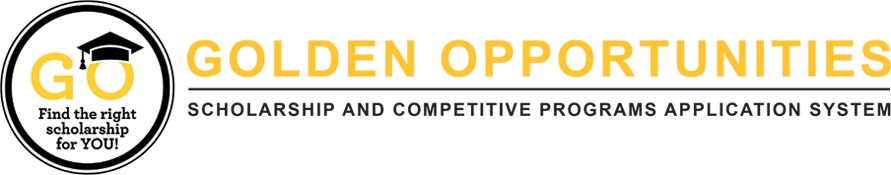 GO
Find the right
scholarship
for YOU!
GOLDEN OPPORTUNITIES
SCHOLARSHIP AND COMPETITIVE PROGRAMS APPLICATION SYSTEM